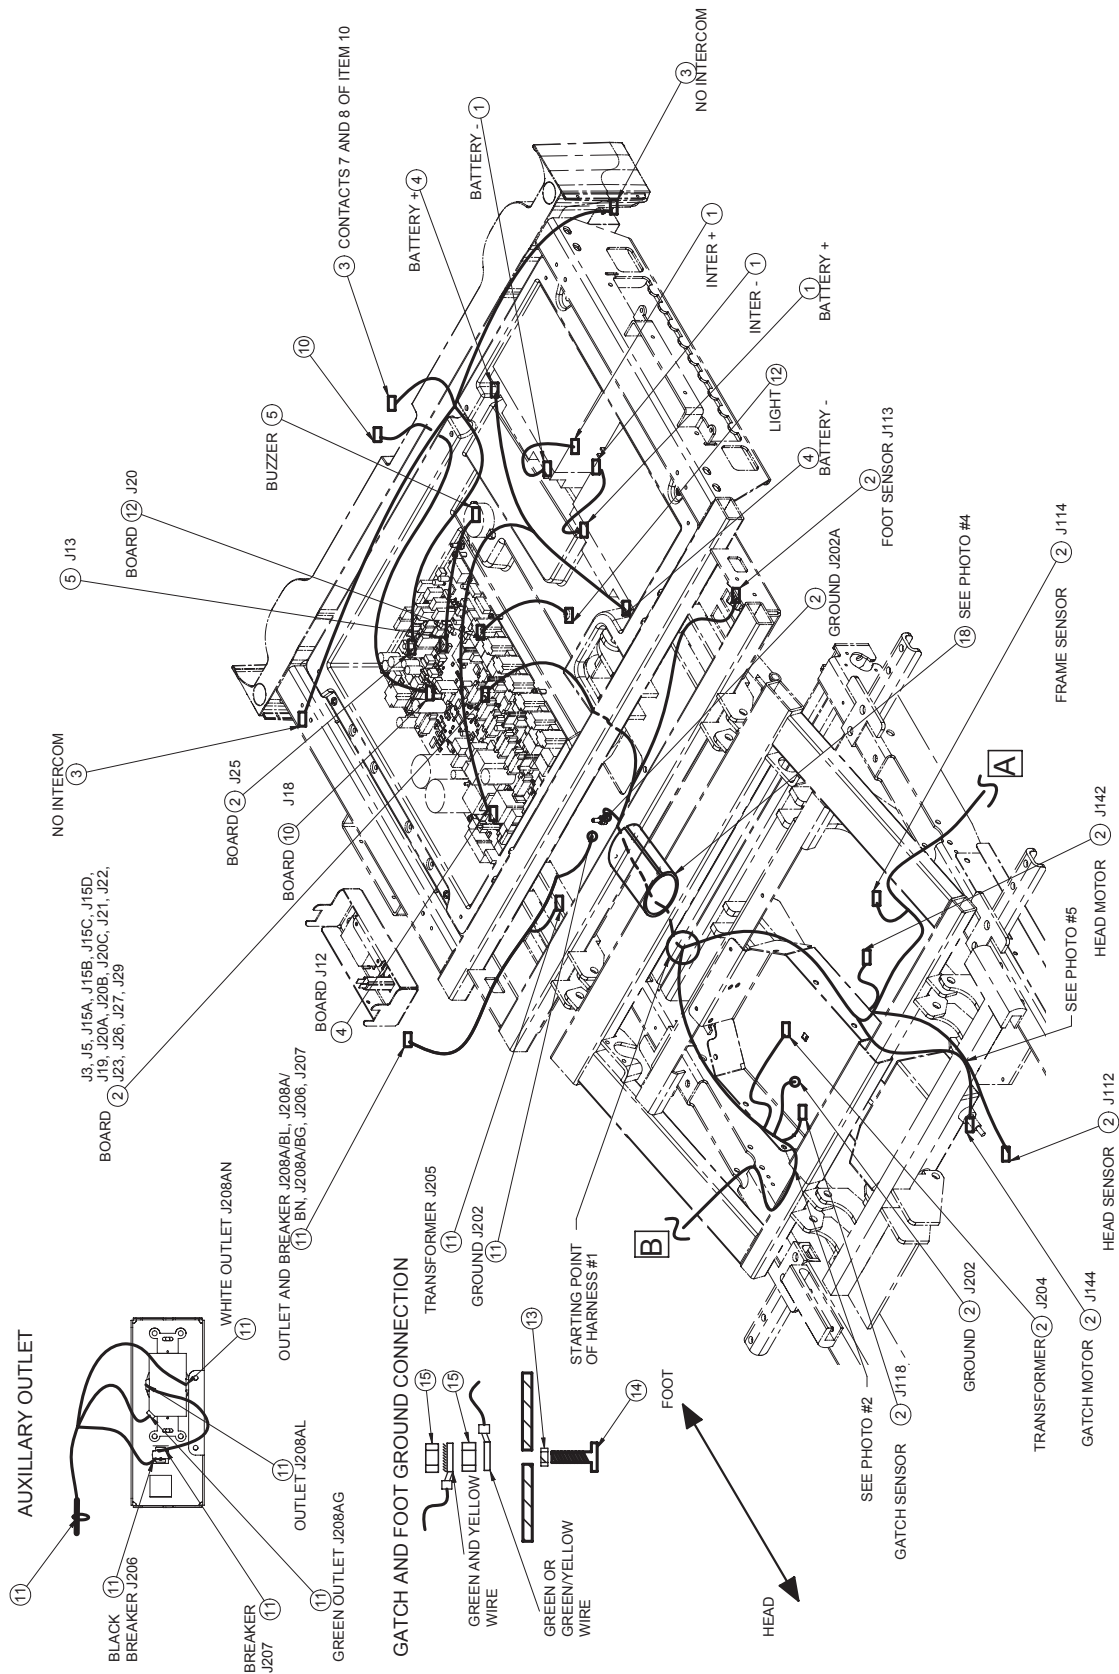 AUXILLARY OUTLET
11
BLACK 11
BREAKER J206
BREAKER 11
J207
11
GREEN OUTLET J208AG
11
OUTLET J208AL
WHITE OUTLET J208AN
11
GATCH AND FOOT GROUND CONNECTION
15
15
GREEN AND YELLOW
WIRE
GREEN OR
GREEN/YELLOW
WIRE
13
14
HEAD
FOOT
J3, J5, J15A, J15B, J15C, J15D,
J19, J20A, J20B, J20C, J21, J22,
BOARD 2 J23, J26, J27, J29
NO INTERCOM
3
BOARD 2 J25
BOARD 10 J18
5 J13
BOARD 12 J20
BUZZER 5
10
3 CONTACTS 7 AND 8 OF ITEM 10
BATTERY + 4
BATTERY - 1
3
NO INTERCOM
BOARD J12
4
OUTLET AND BREAKER J208A/BL, J208A/
11 BN, J208A/BG, J206, J207
TRANSFORMER J205
11
GROUND J202
11
STARTING POINT
OF HARNESS #1
INTER + 1
INTER - 1
1
BATTERY +
LIGHT 12
4
BATTERY -
2
FOOT SENSOR J113
2
GROUND J202A
18 SEE PHOTO #4
FRAME SENSOR 2 J114
A
B
HEAD MOTOR 2 J142
SEE PHOTO #5
HEAD SENSOR 2 J112
GATCH MOTOR 2 J144
TRANSFORMER 2 J204
GROUND 2 J202
GATCH SENSOR 2 J118
SEE PHOTO #2